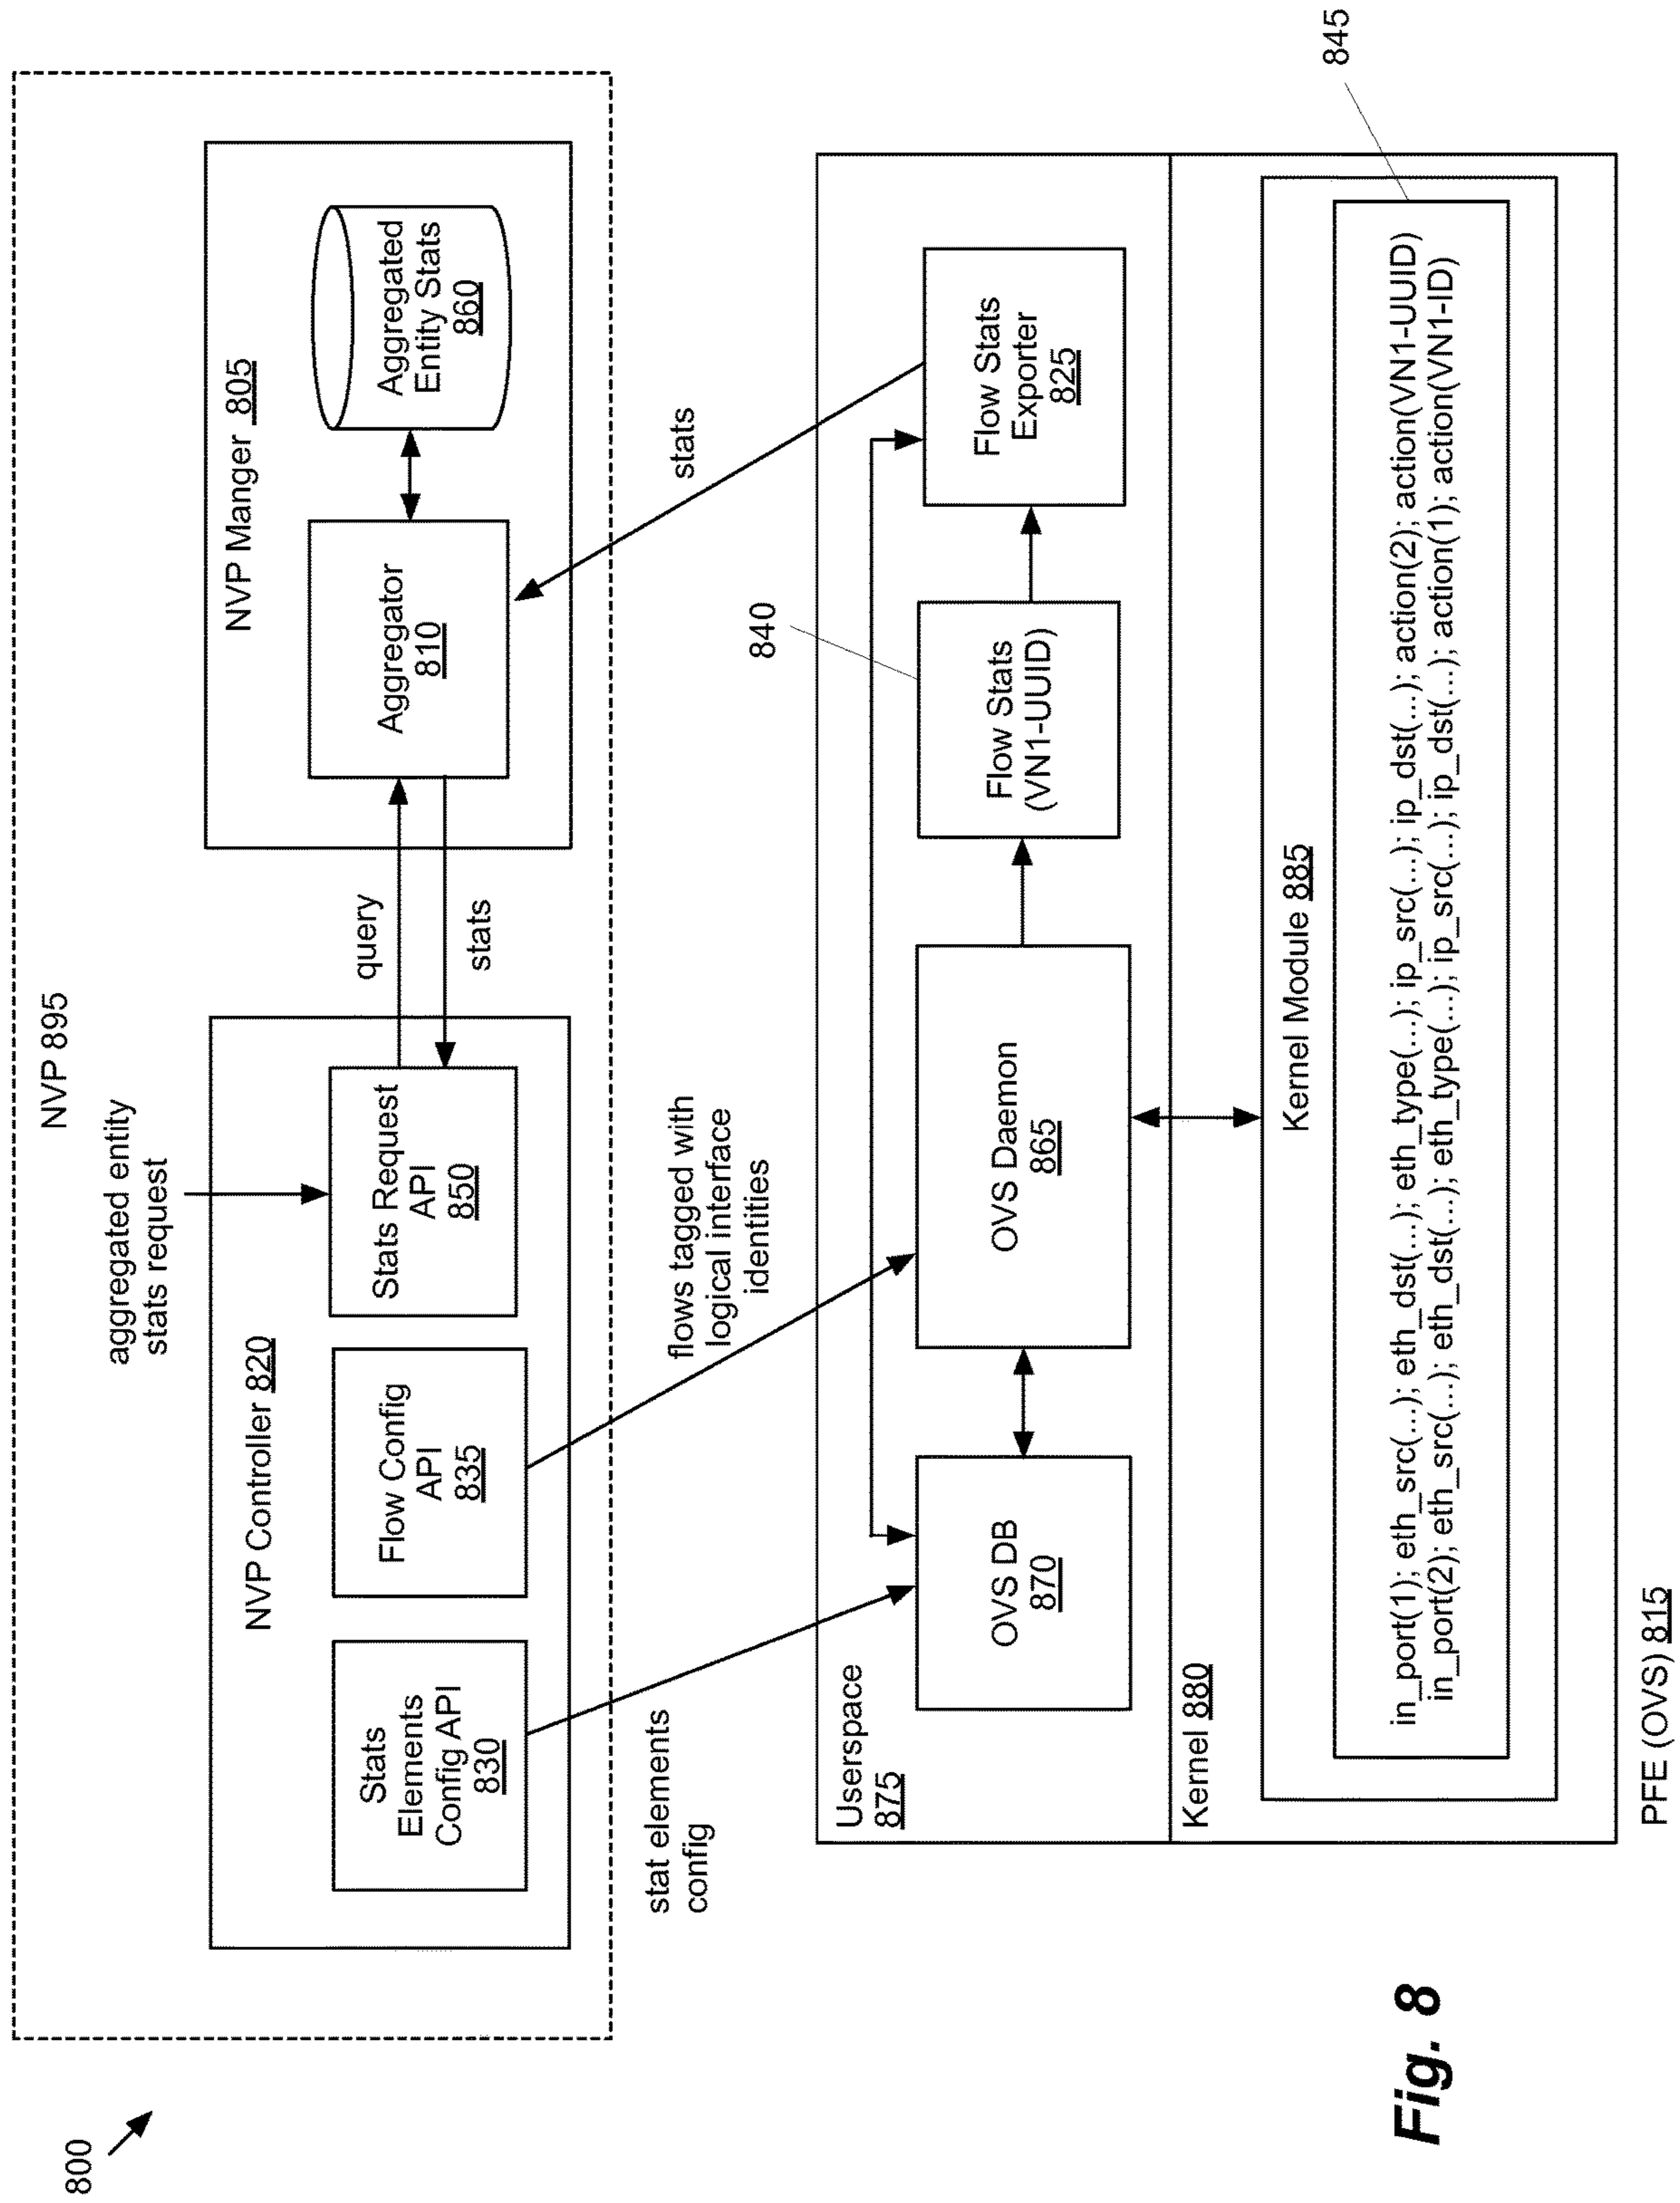 800
NVP 895
aggregated entity
stats request
NVP Controller 820
Stats
Elements
Config API
830
Flow Config
API
835
Stats Request
API
850
query
stats
NVP Manger 805
Aggregator
810
Aggregated
Entity Stats
860
stat elements
config
flows tagged with
logical interface
identities
stats
840
Userspace
875
OVS DB
870
OVS Daemon
865
Flow Stats
(VN1-UUID)
Flow Stats
Exporter
825
Kernel 880
Kernel Module 885
in_port(1); eth_src(...); eth_dst(...); eth_type(...); ip_src(...); ip_dst(...); action(2); action(VN1-UUID)
in_port(2); eth_src(...); eth_dst(...); eth_type(...); ip_src(...); ip_dst(...); action(1); action(VN1-ID)
845
PFE (OVS) 815
Fig. 8